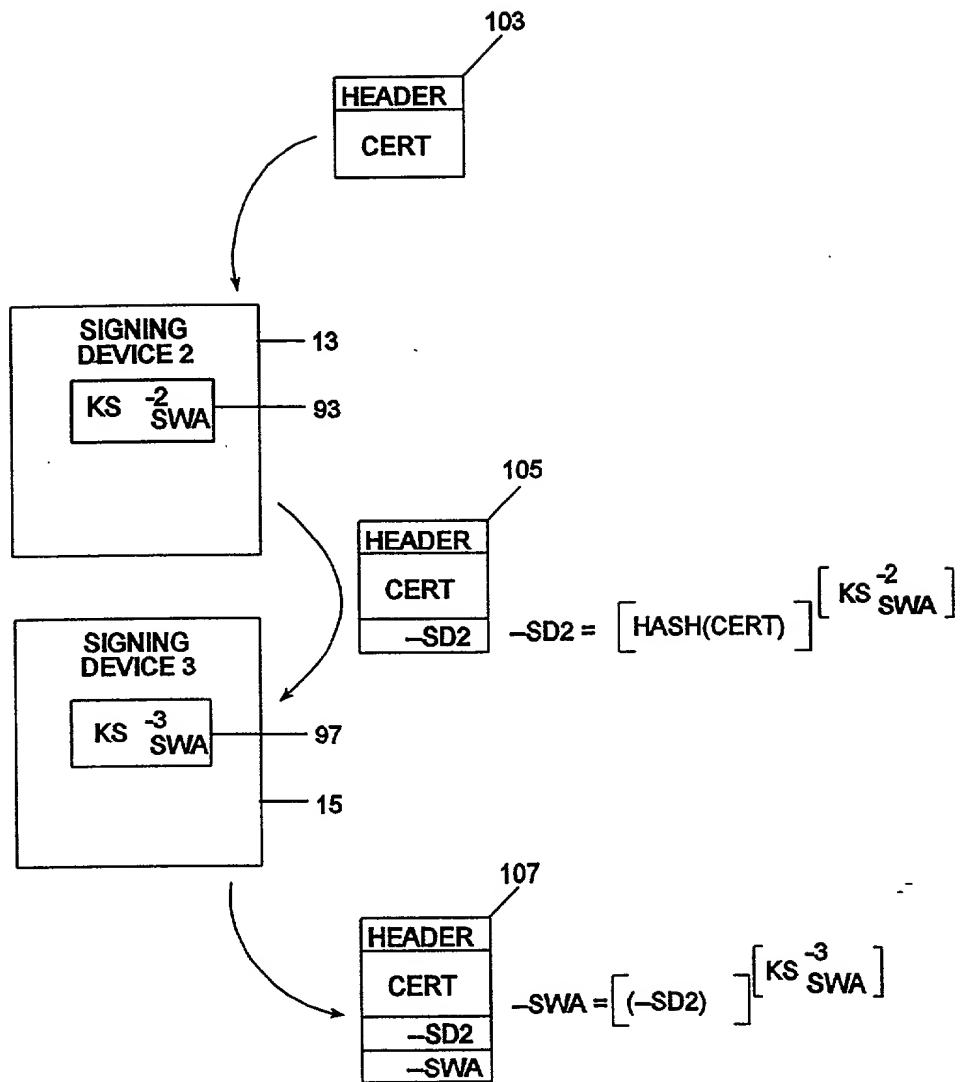 103
HEADER
CERT
SIGNING
DEVICE 2
13
KS -2 SWA
93
105
HEADER
CERT
–SD2
–SD2 = [HASH(CERT)] [KS -2 SWA]
SIGNING
DEVICE 3
KS -3 SWA
97
15
107
HEADER
CERT
–SD2
–SWA
–SWA = [(–SD2) ] [KS -3 SWA]